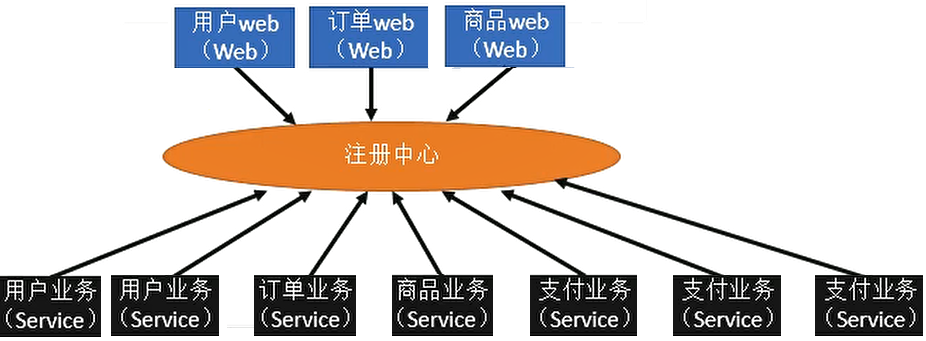 用户web
（Web）
订单web
（Web）
商品web
（Web）
注册中心
用户业务
（Service）
用户业务
（Service）
订单业务
（Service）
商品业务
（Service）
支付业务
（Service）
支付业务
（Service）
支付业务
（Service）